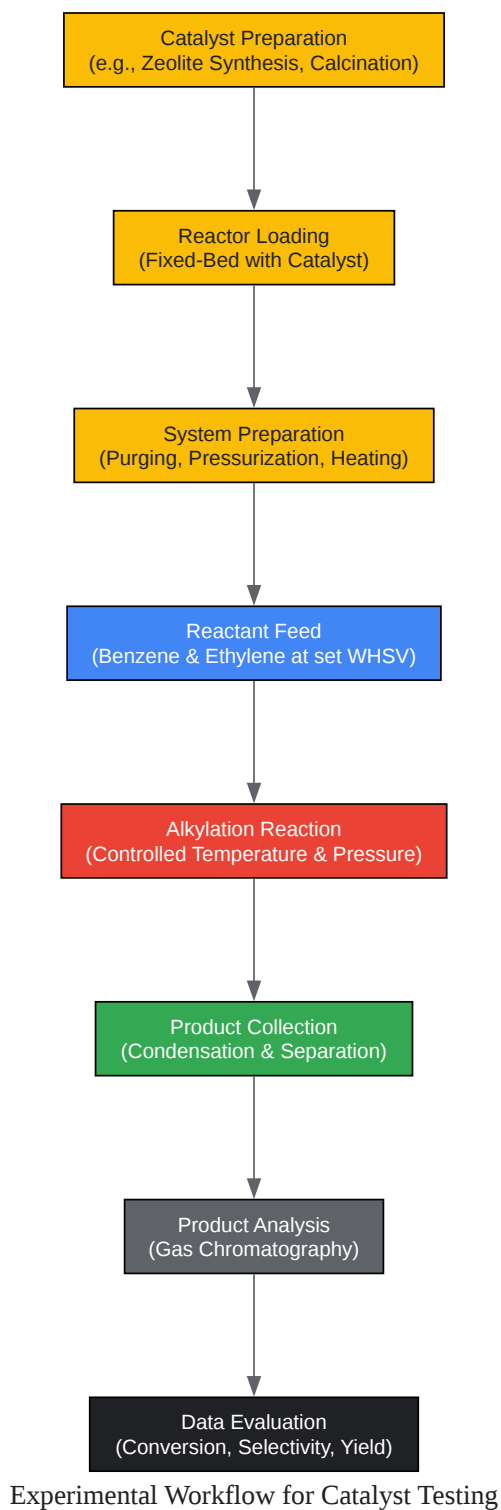 Catalyst Preparation
(e.g., Zeolite Synthesis, Calcination)
Reactor Loading
(Fixed-Bed with Catalyst)
System Preparation
(Purging, Pressurization, Heating)
Reactant Feed
(Benzene & Ethylene at set WHSV)
Alkylation Reaction
(Controlled Temperature & Pressure)
Product Collection
(Condensation & Separation)
Product Analysis
(Gas Chromatography)
Data Evaluation
(Conversion, Selectivity, Yield)
Experimental Workflow for Catalyst Testing